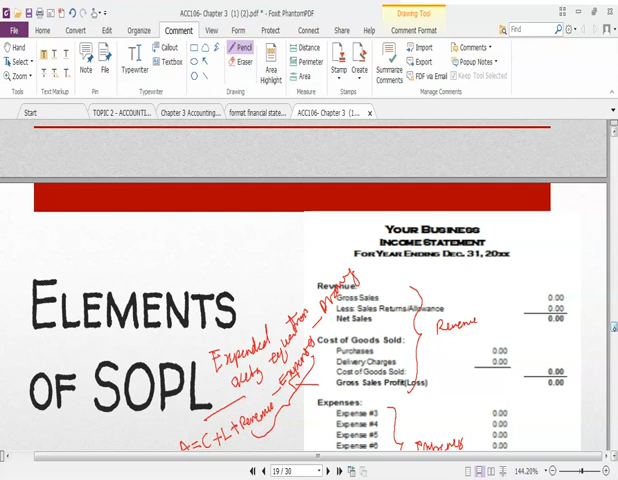 ACC106- Chapter 3 (1) (2).pdf * - Foxit PhantomPDF
Drawing Tool
File Home Convert Edit Organize Comment View Form Protect Share Help Comment Format
Find
Hand
Select
Zoom
Tools
Text Markup
Note File
Pin
Typewriter
Callout
Textbox
Typewriter
Pencil
Eraser
Drawing
Area Highlight
Distance
Perimeter
Area
Measure
Stamp Create
Stamps
Summarize Comments
Import
Export
FDF via Email
Comments
Popup Notes
Keep Tool Selected
Manage Comments
Start
TOPIC 2 - ACCOUNTI...
Chapter 3 Accounting...
format financial state...
ACC106- Chapter 3 (1...
Elements
of SOPL
Your Business
Income Statement
For Year Ending Dec. 31, 20xx
Revenue:
Gross Sales 0.00
Less: Sales Returns/Allowance 0.00
Net Sales 0.00
Cost of Goods Sold:
Purchases 0.00
Delivery Charges 0.00
Cost of Goods Sold: 0.00
Gross Sales Profit(Loss) 0.00
Expenses:
Expense #3 0.00
Expense #4 0.00
Expense #5 0.00
Expense #6 0.00
Revenue
Expended
equation
A = C + L + Revenue - Expenses - Drawings
19 / 30
144.20%